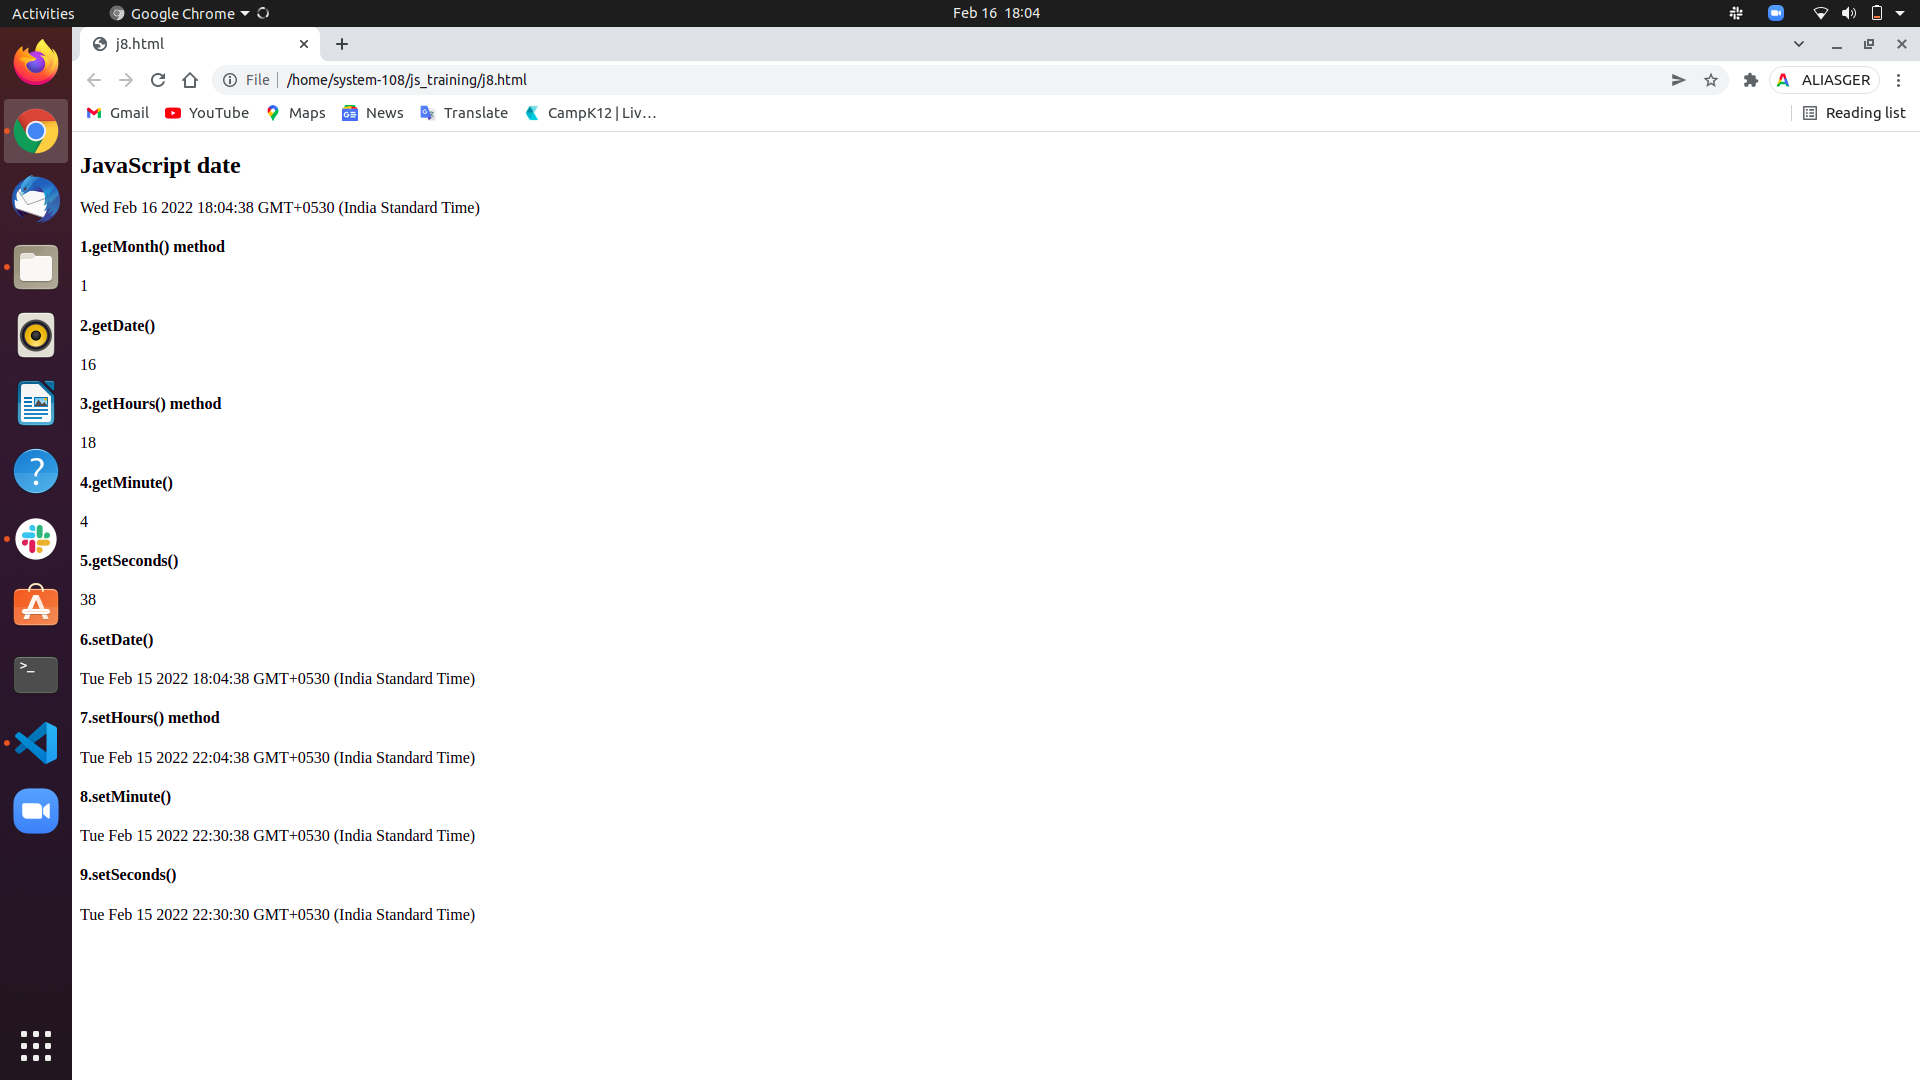 Activities
Google Chrome
Feb 16 18:04
j8.html
File
/home/system-108/js_training/j8.html
ALIASGER
Gmail
YouTube
Maps
News
Translate
CampK12 | Liv…
Reading list
JavaScript date
Wed Feb 16 2022 18:04:38 GMT+0530 (India Standard Time)
1.getMonth() method
1
2.getDate()
16
3.getHours() method
18
4.getMinute()
4
5.getSeconds()
38
6.setDate()
Tue Feb 15 2022 18:04:38 GMT+0530 (India Standard Time)
7.setHours() method
Tue Feb 15 2022 22:04:38 GMT+0530 (India Standard Time)
8.setMinute()
Tue Feb 15 2022 22:30:38 GMT+0530 (India Standard Time)
9.setSeconds()
Tue Feb 15 2022 22:30:30 GMT+0530 (India Standard Time)